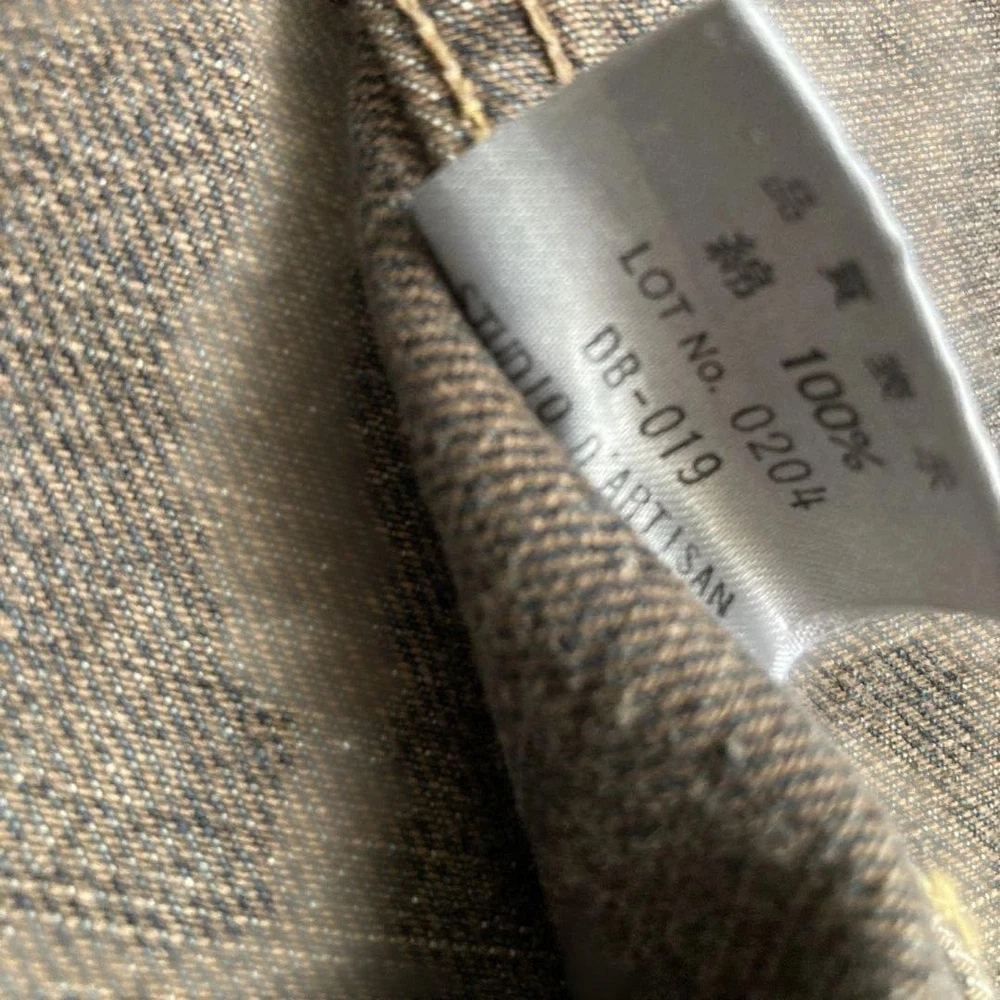 品質表示
綿 100%
LOT No. 0204
DB-019
STUDIO D'ARTISAN